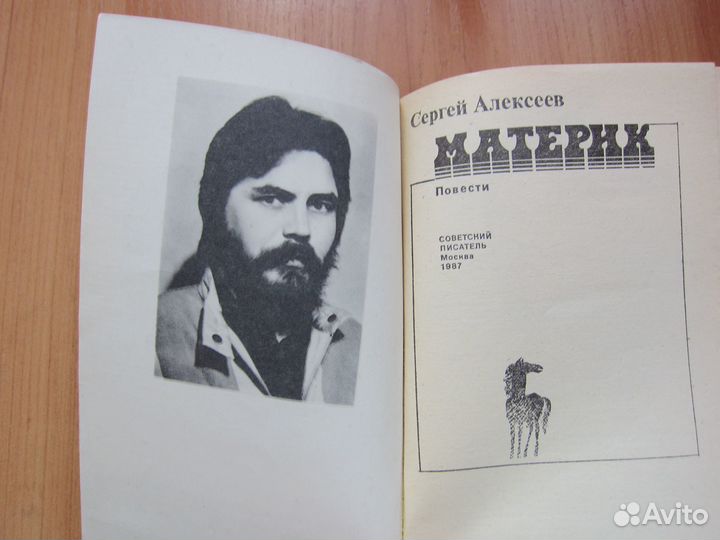 Сергей Алексеев
МАТЕРИК
Повести
СОВЕТСКИЙ
ПИСАТЕЛЬ
Москва
1987
Avito